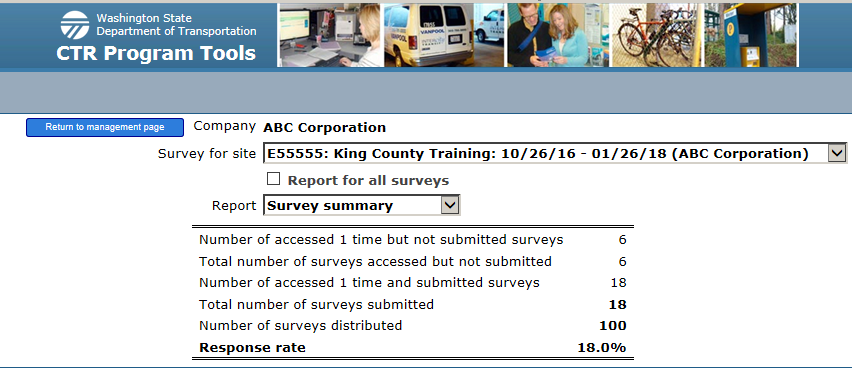 Washington State
Department of Transportation
CTR Program Tools
VANPOOL
Return to management page
Company ABC Corporation
Survey for site E55555: King County Training: 10/26/16 - 01/26/18 (ABC Corporation)
Report for all surveys
Report Survey summary
Number of accessed 1 time but not submitted surveys 6
Total number of surveys accessed but not submitted 6
Number of accessed 1 time and submitted surveys 18
Total number of surveys submitted 18
Number of surveys distributed 100
Response rate 18.0%